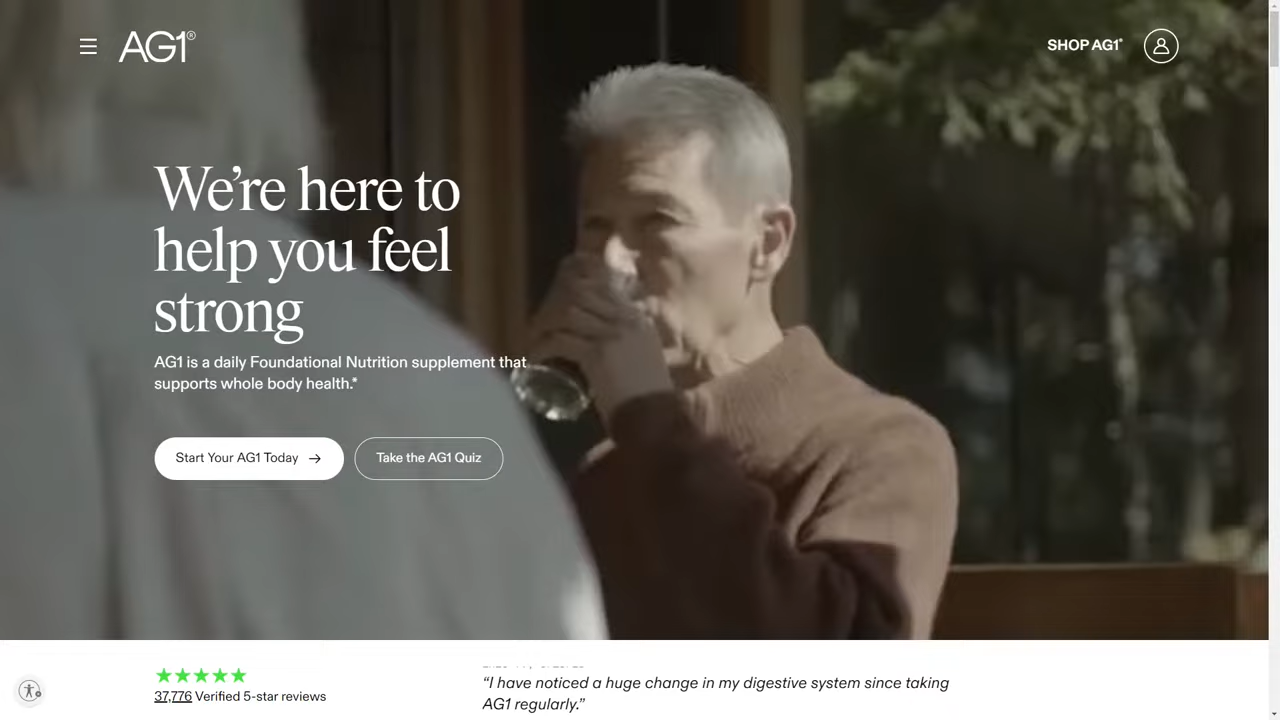 AG1®
SHOP AG1®
We’re here to
help you feel
strong
AG1 is a daily Foundational Nutrition supplement that
supports whole body health.*
Start Your AG1 Today →
Take the AG1 Quiz
37,776 Verified 5-star reviews
“I have noticed a huge change in my digestive system since taking
AG1 regularly.”